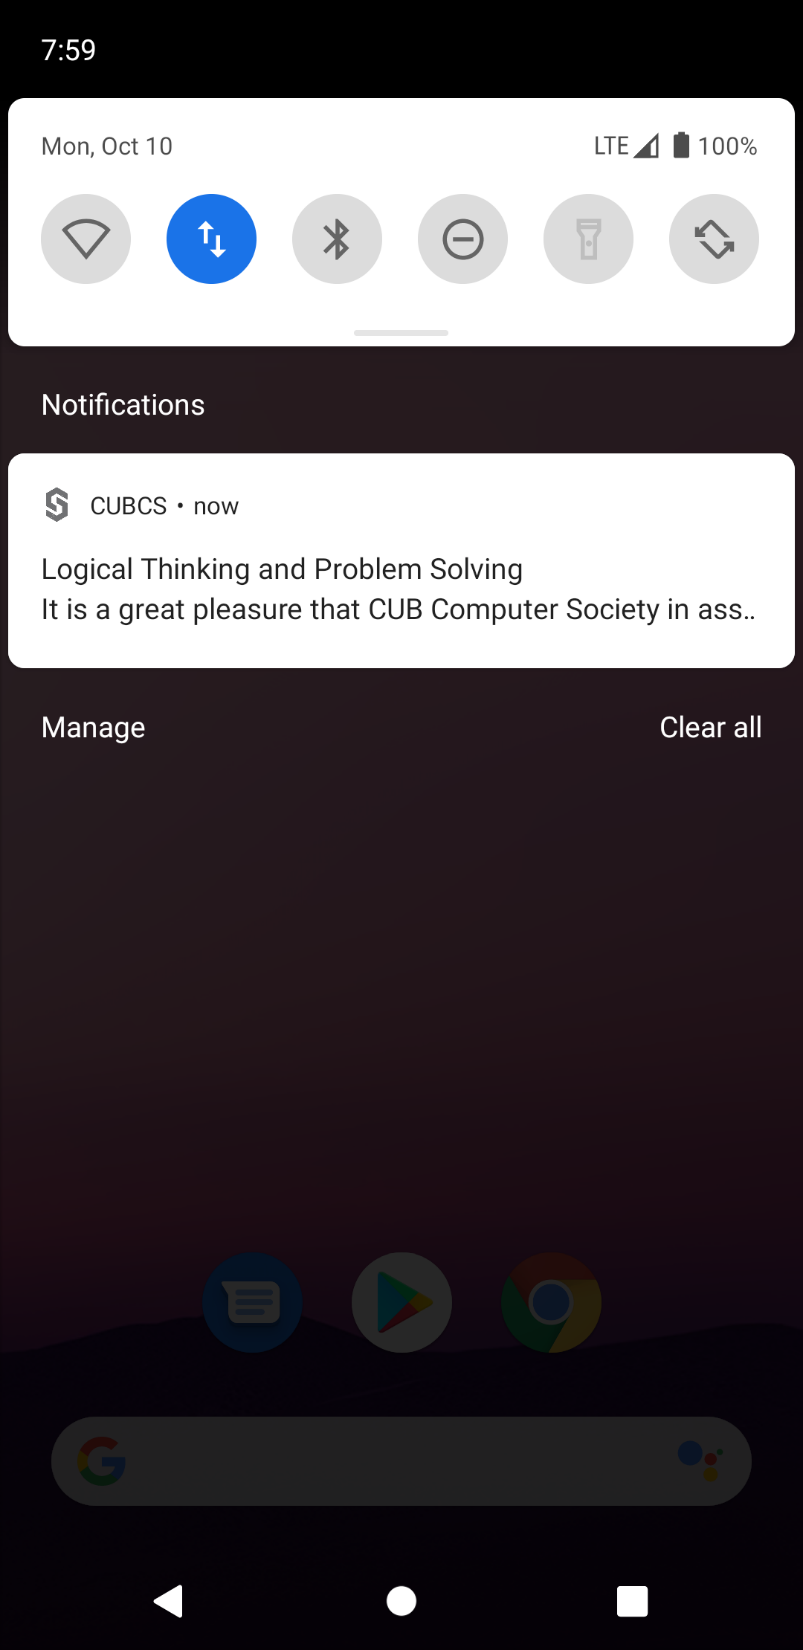 7:59
Mon, Oct 10
LTE 100%
Notifications
CUBCS • now
Logical Thinking and Problem Solving
It is a great pleasure that CUB Computer Society in ass..
Manage
Clear all